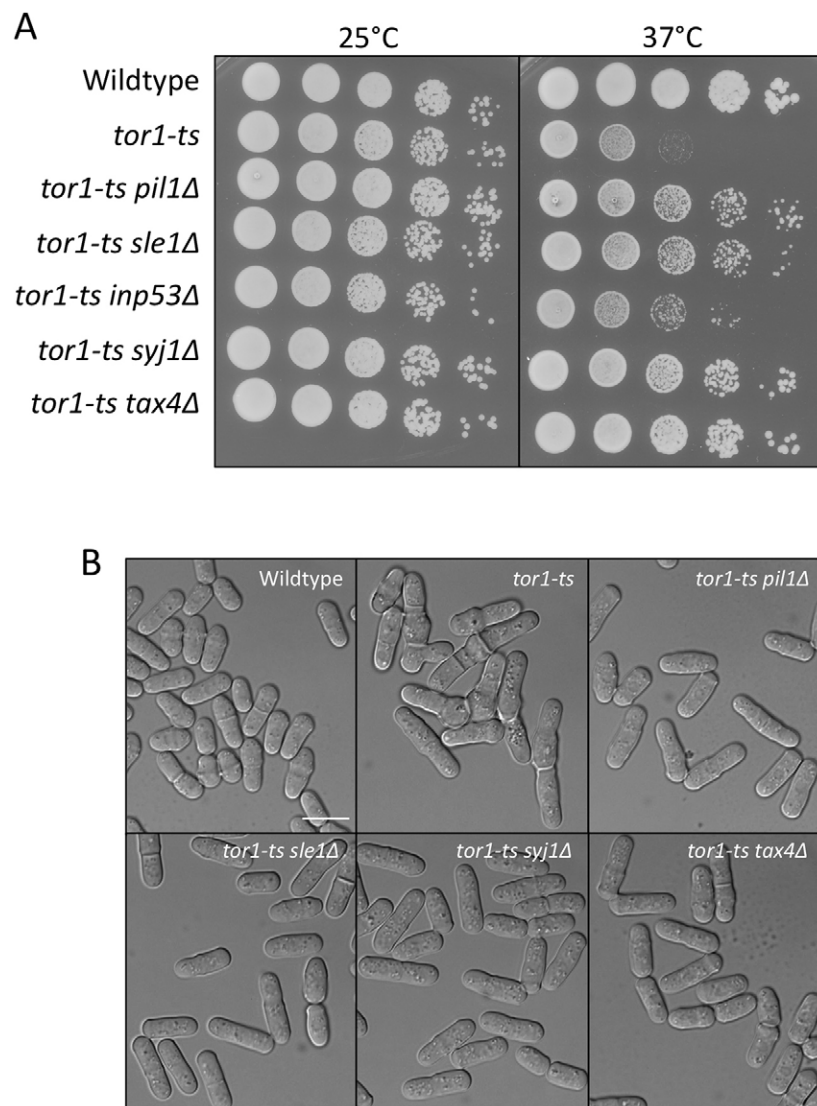 A
25°C 37°C
Wildtype
tor1-ts
tor1-ts pil1Δ
tor1-ts sle1Δ
tor1-ts inp53Δ
tor1-ts syj1Δ
tor1-ts tax4Δ
B
Wildtype
tor1-ts
tor1-ts pil1Δ
tor1-ts sle1Δ
tor1-ts syj1Δ
tor1-ts tax4Δ